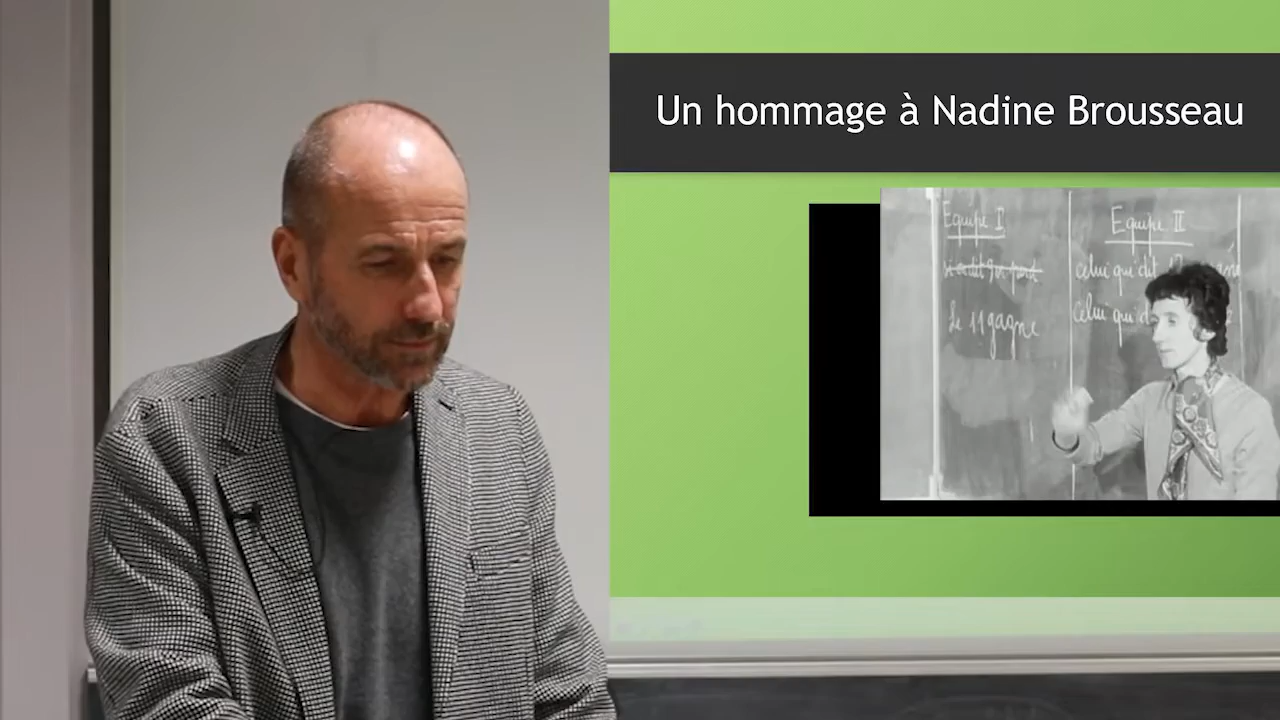 Un hommage à Nadine Brousseau
Equipe I
Equipe II
celui qui dit
Le 11 gagne
celui qui